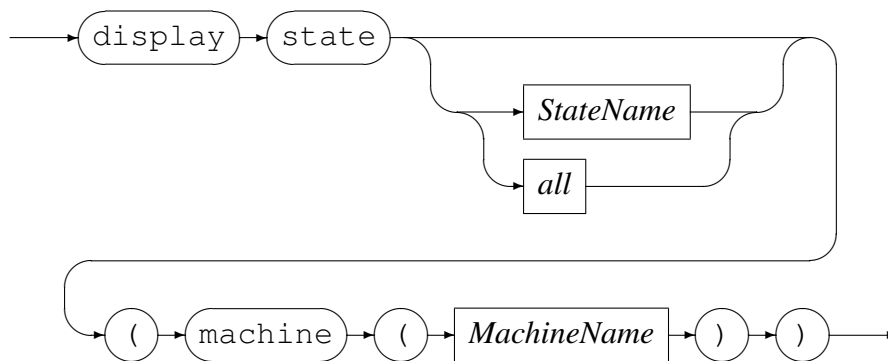 display state
StateName
all
( machine ( MachineName ) )